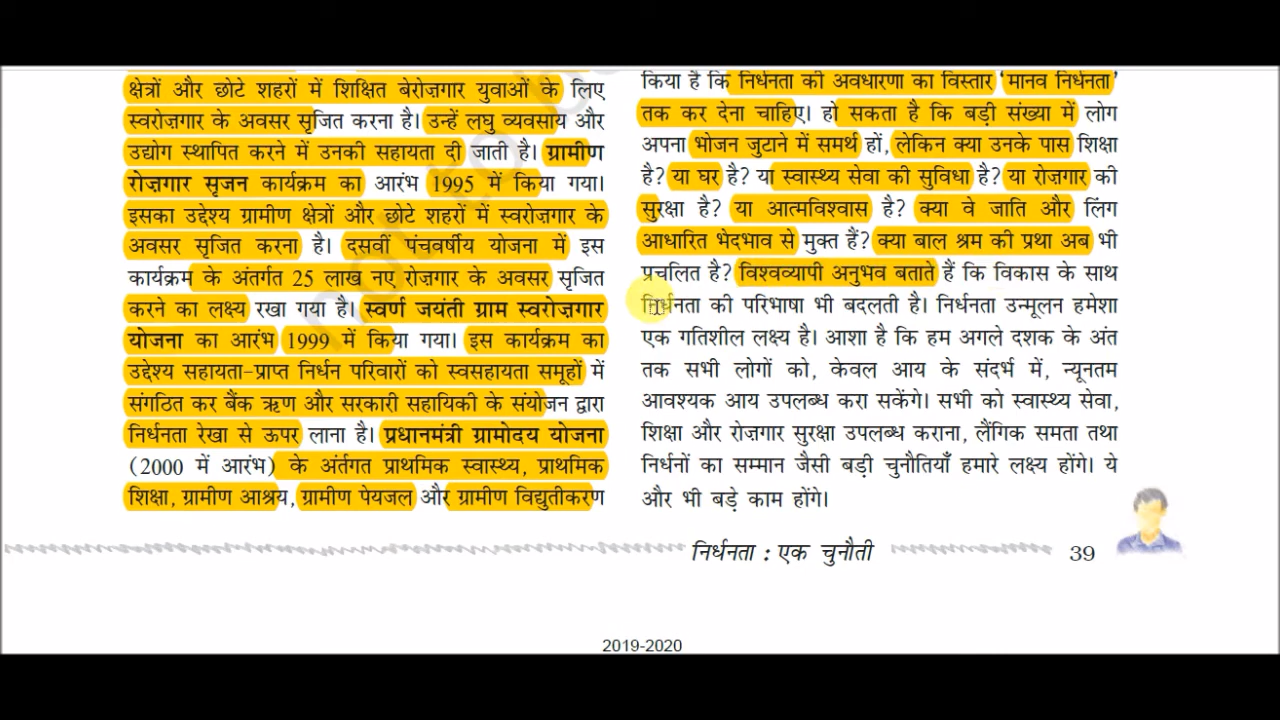 क्षेत्रों और छोटे शहरों में शिक्षित बेरोज़गार युवाओं के लिए
स्वरोज़गार के अवसर सृजित करना है। उन्हें लघु व्यवसाय और
उद्योग स्थापित करने में उनकी सहायता दी जाती है। ग्रामीण
रोज़गार सृजन कार्यक्रम का आरंभ 1995 में किया गया।
इसका उद्देश्य ग्रामीण क्षेत्रों और छोटे शहरों में स्वरोज़गार के
अवसर सृजित करना है। दसवीं पंचवर्षीय योजना में इस
कार्यक्रम के अंतर्गत 25 लाख नए रोज़गार के अवसर सृजित
करने का लक्ष्य रखा गया है। स्वर्ण जयंती ग्राम स्वरोज़गार
योजना का आरंभ 1999 में किया गया। इस कार्यक्रम का
उद्देश्य सहायता-प्राप्त निर्धन परिवारों को स्वसहायता समूहों में
संगठित कर बैंक ऋण और सरकारी सहायिकी के संयोजन द्वारा
निर्धनता रेखा से ऊपर लाना है। प्रधानमंत्री ग्रामोदय योजना
(2000 में आरंभ) के अंर्तगत प्राथमिक स्वास्थ्य, प्राथमिक
शिक्षा, ग्रामीण आश्रय, ग्रामीण पेयजल और ग्रामीण विद्युतीकरण
किया है कि निर्धनता की अवधारणा का विस्तार ‘मानव निर्धनता’
तक कर देना चाहिए। हो सकता है कि बड़ी संख्या में लोग
अपना भोजन जुटाने में समर्थ हों, लेकिन क्या उनके पास शिक्षा
है? या घर है? या स्वास्थ्य सेवा की सुविधा है? या रोज़गार की
सुरक्षा है? या आत्मविश्वास है? क्या वे जाति और लिंग
आधारित भेदभाव से मुक्त हैं? क्या बाल श्रम की प्रथा अब भी
प्रचलित है? विश्वव्यापी अनुभव बताते हैं कि विकास के साथ
निर्धनता की परिभाषा भी बदलती है। निर्धनता उन्मूलन हमेशा
एक गतिशील लक्ष्य है। आशा है कि हम अगले दशक के अंत
तक सभी लोगों को, केवल आय के संदर्भ में, न्यूनतम
आवश्यक आय उपलब्ध करा सकेंगे। सभी को स्वास्थ्य सेवा,
शिक्षा और रोज़गार सुरक्षा उपलब्ध कराना, लैंगिक समता तथा
निर्धनों का सम्मान जैसी बड़ी चुनौतियाँ हमारे लक्ष्य होंगे। ये
और भी बड़े काम होंगे।
निर्धनता : एक चुनौती 39
2019-2020